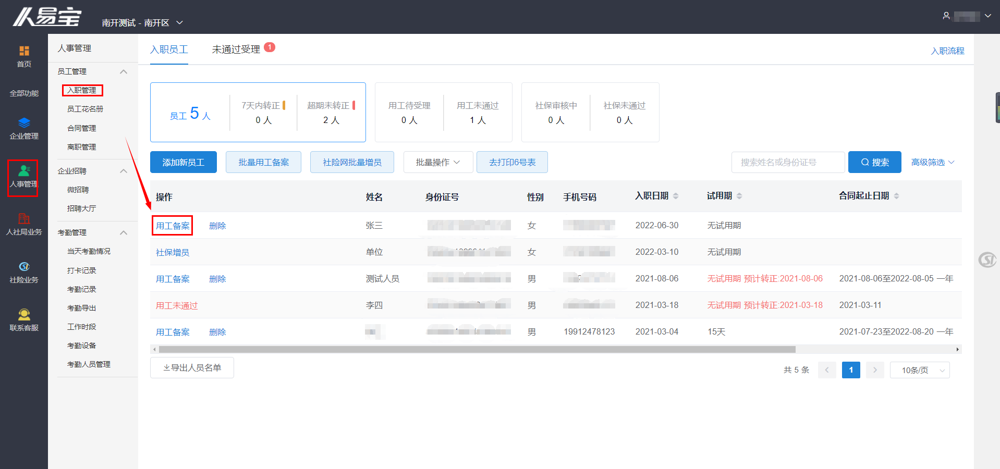 人易宝
南开测试 - 南开区
首页
全部功能
企业管理
人事管理
人社局业务
社险业务
联系客服
人事管理
员工管理
入职管理
员工花名册
合同管理
离职管理
企业招聘
微招聘
招聘大厅
考勤管理
当天考勤情况
打卡记录
考勤记录
考勤导出
工作时段
考勤设备
考勤人员管理
入职员工 未通过受理 1 入职流程
员工 5 人
7天内转正 超期未转正 用工待受理 用工未通过 社保审核中 社保未通过
0 人 2 人 0 人 1 人 0 人 0 人
添加新员工 批量用工备案 社险网批量增员 批量操作 去打印6号表 搜索姓名或身份证号 搜索 高级筛选
操作 姓名 身份证号 性别 手机号码 入职日期 试用期 合同起止日期
用工备案 删除 张三 女 2022-06-30 无试用期
社保增员 单位 女 2022-03-10 无试用期
用工备案 删除 测试人员 男 2021-08-06 无试用期 预计转正:2021-08-06 2021-08-06至2022-08-05 一年
用工未通过 李四 男 2021-03-18 无试用期 预计转正:2021-03-18 2021-03-11
用工备案 删除 男 19912478123 2021-03-04 15天 2021-07-23至2022-08-20 一年
导出人员名单
共 5 条 1 10条/页